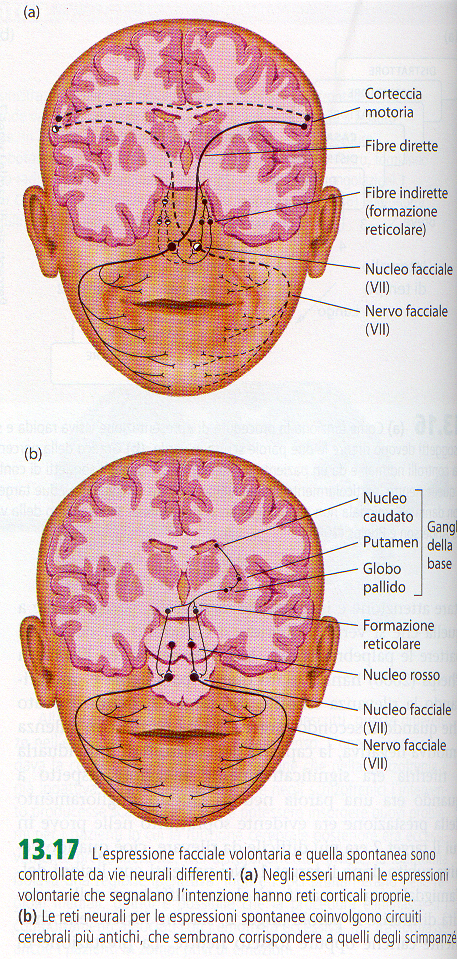 (a)
Corteccia
motoria
Fibre dirette
Fibre indirette
(formazione
reticolare)
Nucleo facciale
(VII)
Nervo facciale
(VII)
(b)
Nucleo
caudato
Putamen
Globo
pallido
Gangl
della
base
Formazione
reticolare
Nucleo rosso
Nucleo facciale
(VII)
Nervo facciale
(VII)
13.17 L'espressione facciale volontaria e quella spontanea sono
controllate da vie neurali differenti. (a) Negli esseri umani le espressioni
volontarie che segnalano l'intenzione hanno reti corticali proprie.
(b) Le reti neurali per le espressioni spontanee coinvolgono circuiti
cerebrali più antichi, che sembrano corrispondere a quelli degli scimpanzé